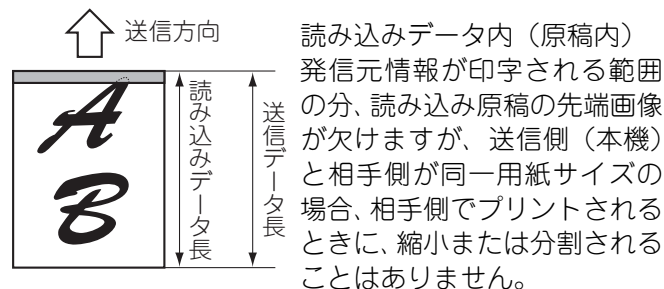 送信方向
A
B
読み込みデータ長
送信データ長
読み込みデータ内（原稿内）
発信元情報が印字される範囲
の分、読み込み原稿の先端画像
が欠けますが、送信側（本機）
と相手側が同一用紙サイズの
場合、相手側でプリントされる
ときに、縮小または分割される
ことはありません。